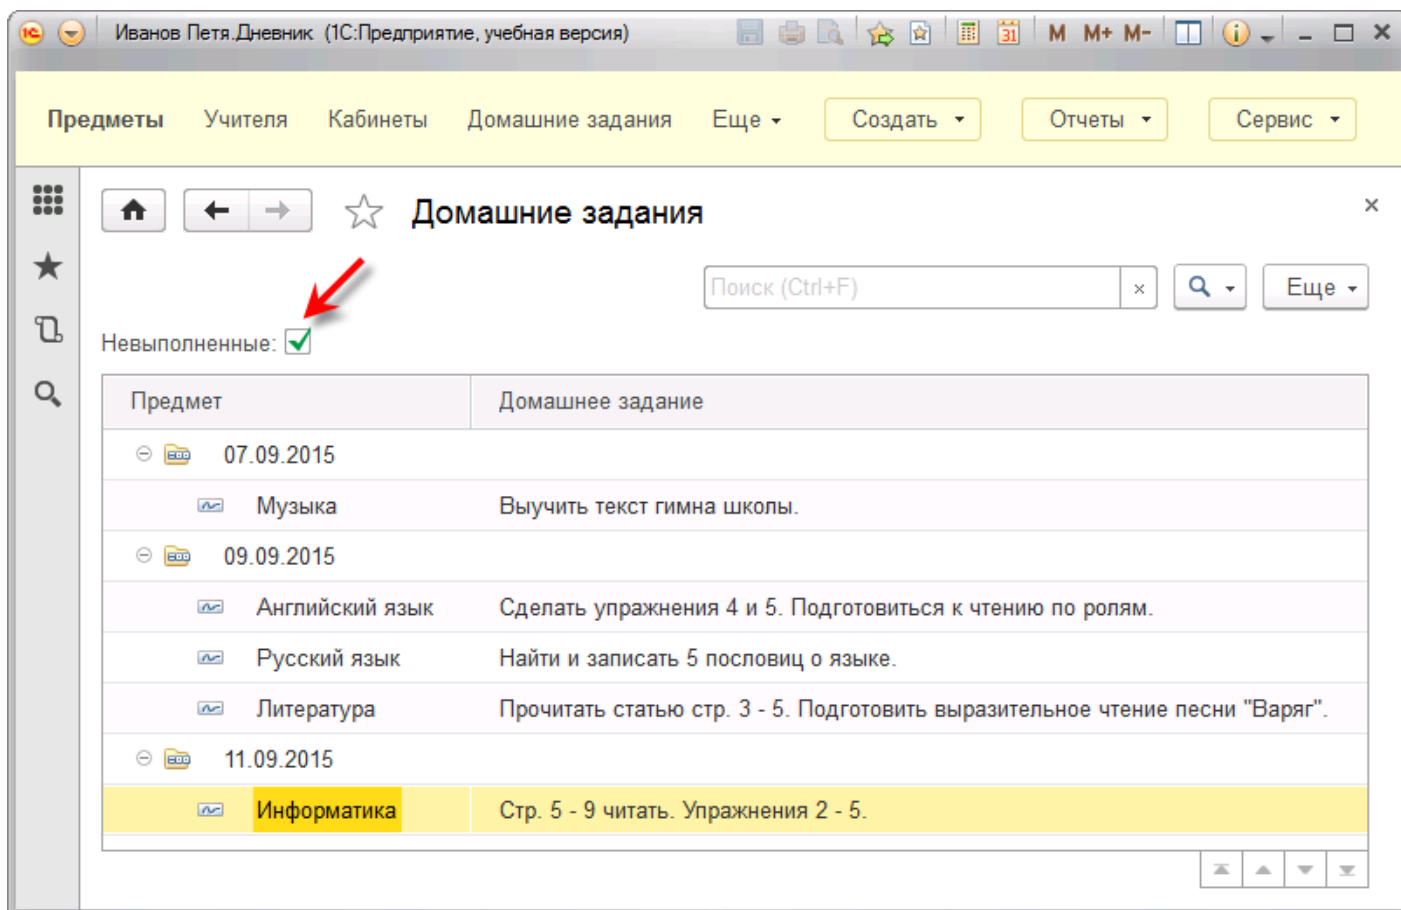 1С Иванов Петя.Дневник (1С:Предприятие, учебная версия) 31 M M+ M- i
Предметы Учителя Кабинеты Домашние задания Еще Создать Отчеты Сервис
Домашние задания
Поиск (Ctrl+F) × Еще
Невыполненные:
Предмет Домашнее задание
07.09.2015
Музыка Выучить текст гимна школы.
09.09.2015
Английский язык Сделать упражнения 4 и 5. Подготовиться к чтению по ролям.
Русский язык Найти и записать 5 пословиц о языке.
Литература Прочитать статью стр. 3 - 5. Подготовить выразительное чтение песни "Варяг".
11.09.2015
Информатика Стр. 5 - 9 читать. Упражнения 2 - 5.